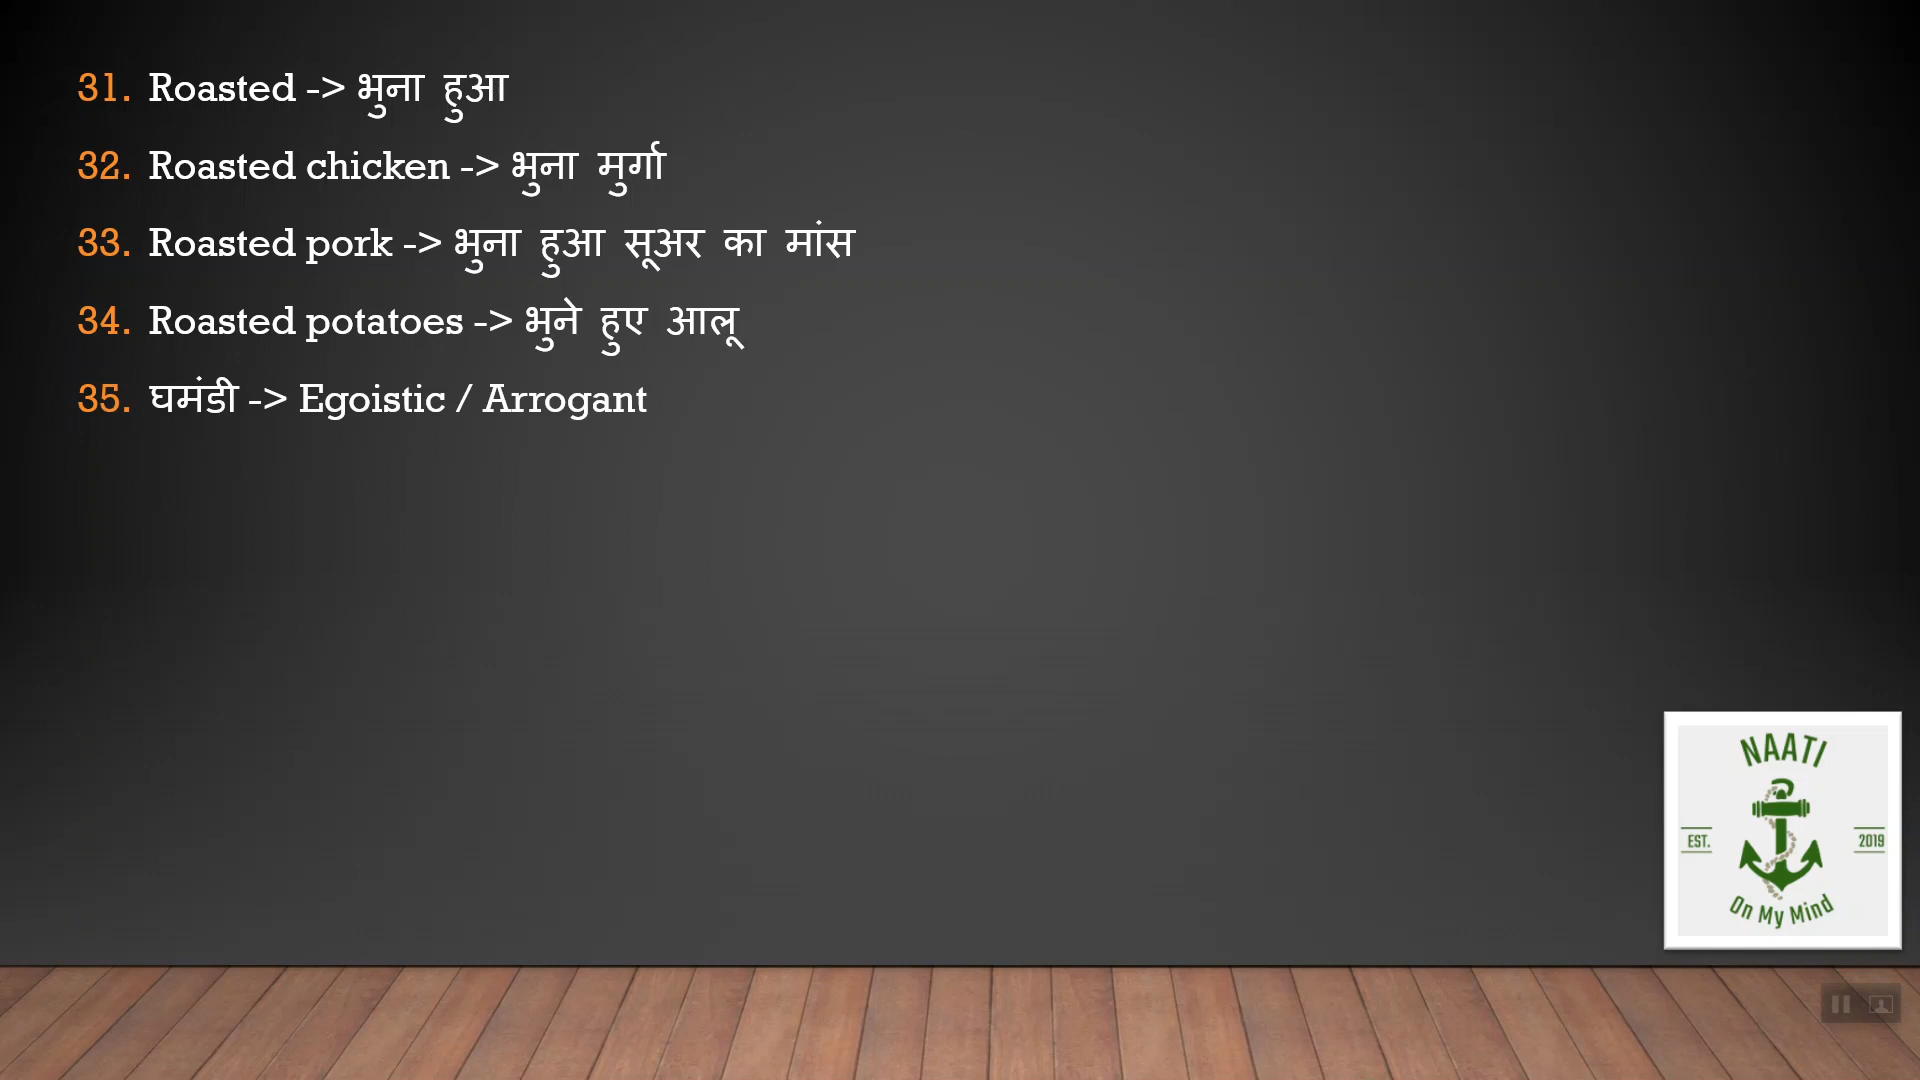 31. Roasted -> भुना हुआ
32. Roasted chicken -> भुना मुर्गा
33. Roasted pork -> भुना हुआ सूअर का मांस
34. Roasted potatoes -> भुने हुए आलू
35. घमंडी -> Egoistic / Arrogant
NAATI
EST. 2019
On My Mind